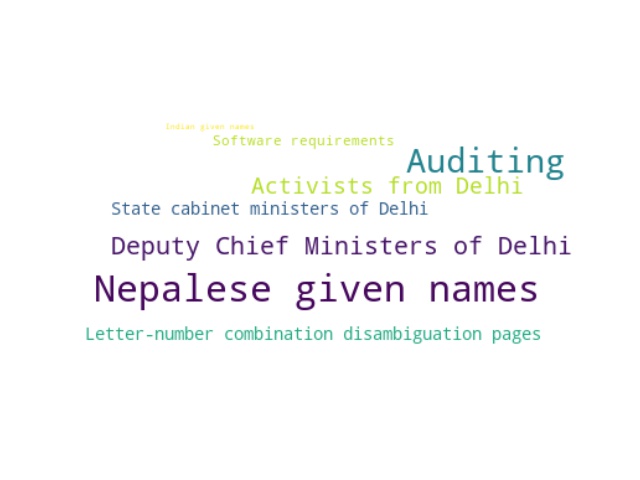 Indian given names
Software requirements
Auditing
Activists from Delhi
State cabinet ministers of Delhi
Deputy Chief Ministers of Delhi
Nepalese given names
Letter-number combination disambiguation pages